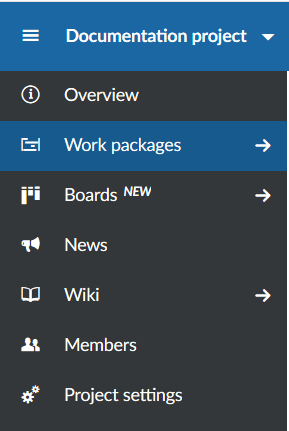 Documentation project
Overview
Work packages
Boards NEW
News
Wiki
Members
Project settings